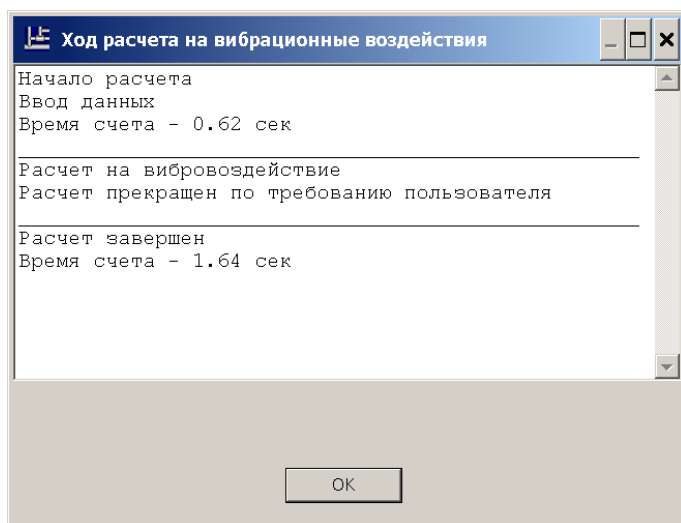 Ход расчета на вибрационные воздействия
Начало расчета
Ввод данных
Время счета - 0.62 сек
Расчет на вибровоздействие
Расчет прекращен по требованию пользователя
Расчет завершен
Время счета - 1.64 сек
OK